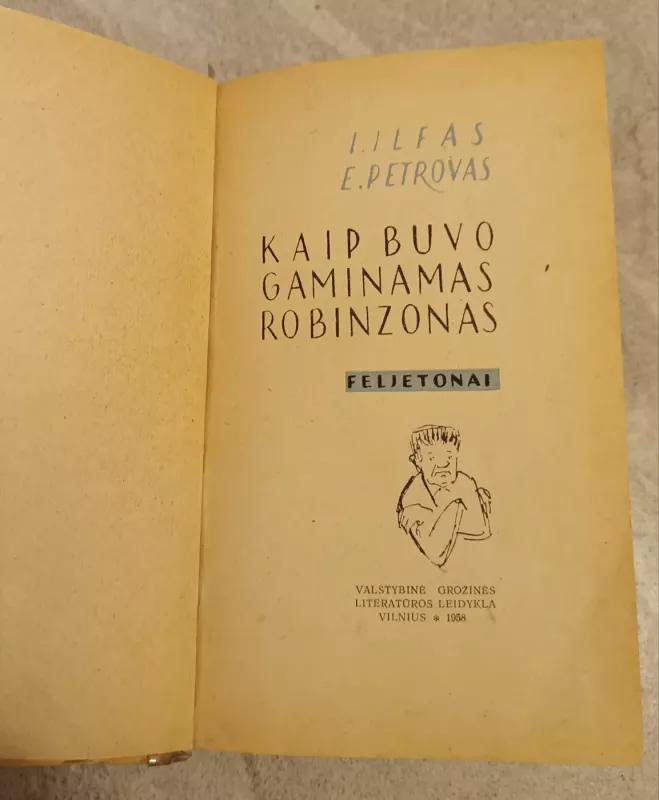 I. ILFAS
E. PETROVAS
KAIP BUVO
GAMINAMAS
ROBINZONAS
FELJETONAI
VALSTYBINĖ GROŽINĖS
LITERATŪROS LEIDYKLA
VILNIUS * 1958